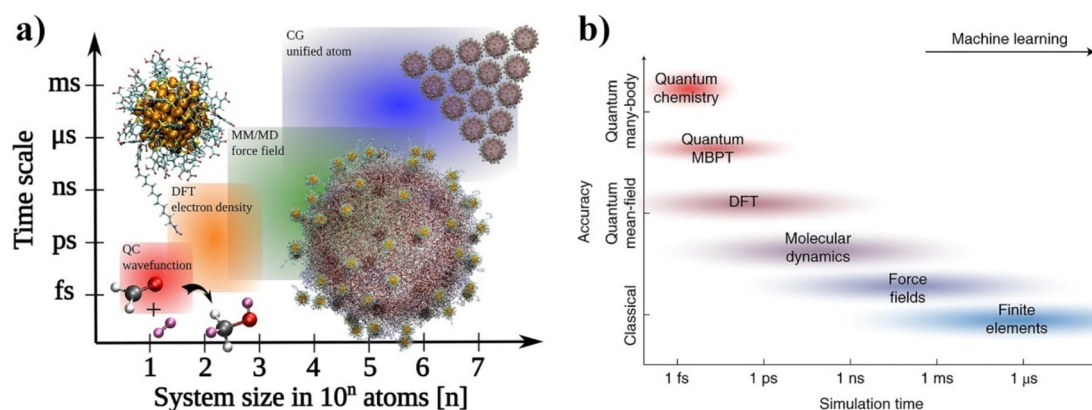 a)
CG
unified atom
ms
μs
MM/MD
force field
Time scale
ns
DFT
electron density
ps
QC
wavefunction
fs
+
1 2 3 4 5 6 7
System size in 10ⁿ atoms [n]
b)
Machine learning
Quantum
many-body
Quantum
chemistry
Quantum
MBPT
Accuracy
Quantum
mean-field
DFT
Molecular
dynamics
Classical
Force
fields
Finite
elements
1 fs 1 ps 1 ns 1 ms 1 μs
Simulation time